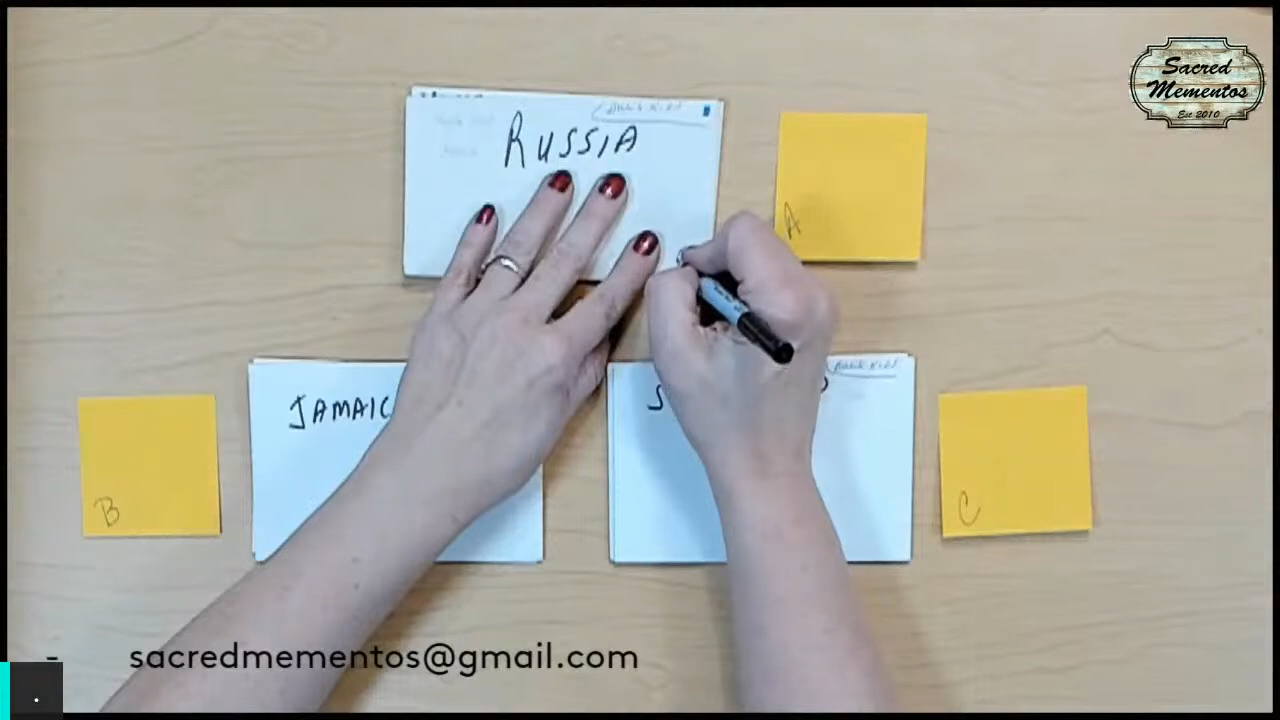 Sacred
Mementos
Est 2010
RUSSIA
A
JAMAIC
S
B
C
sacredmementos@gmail.com